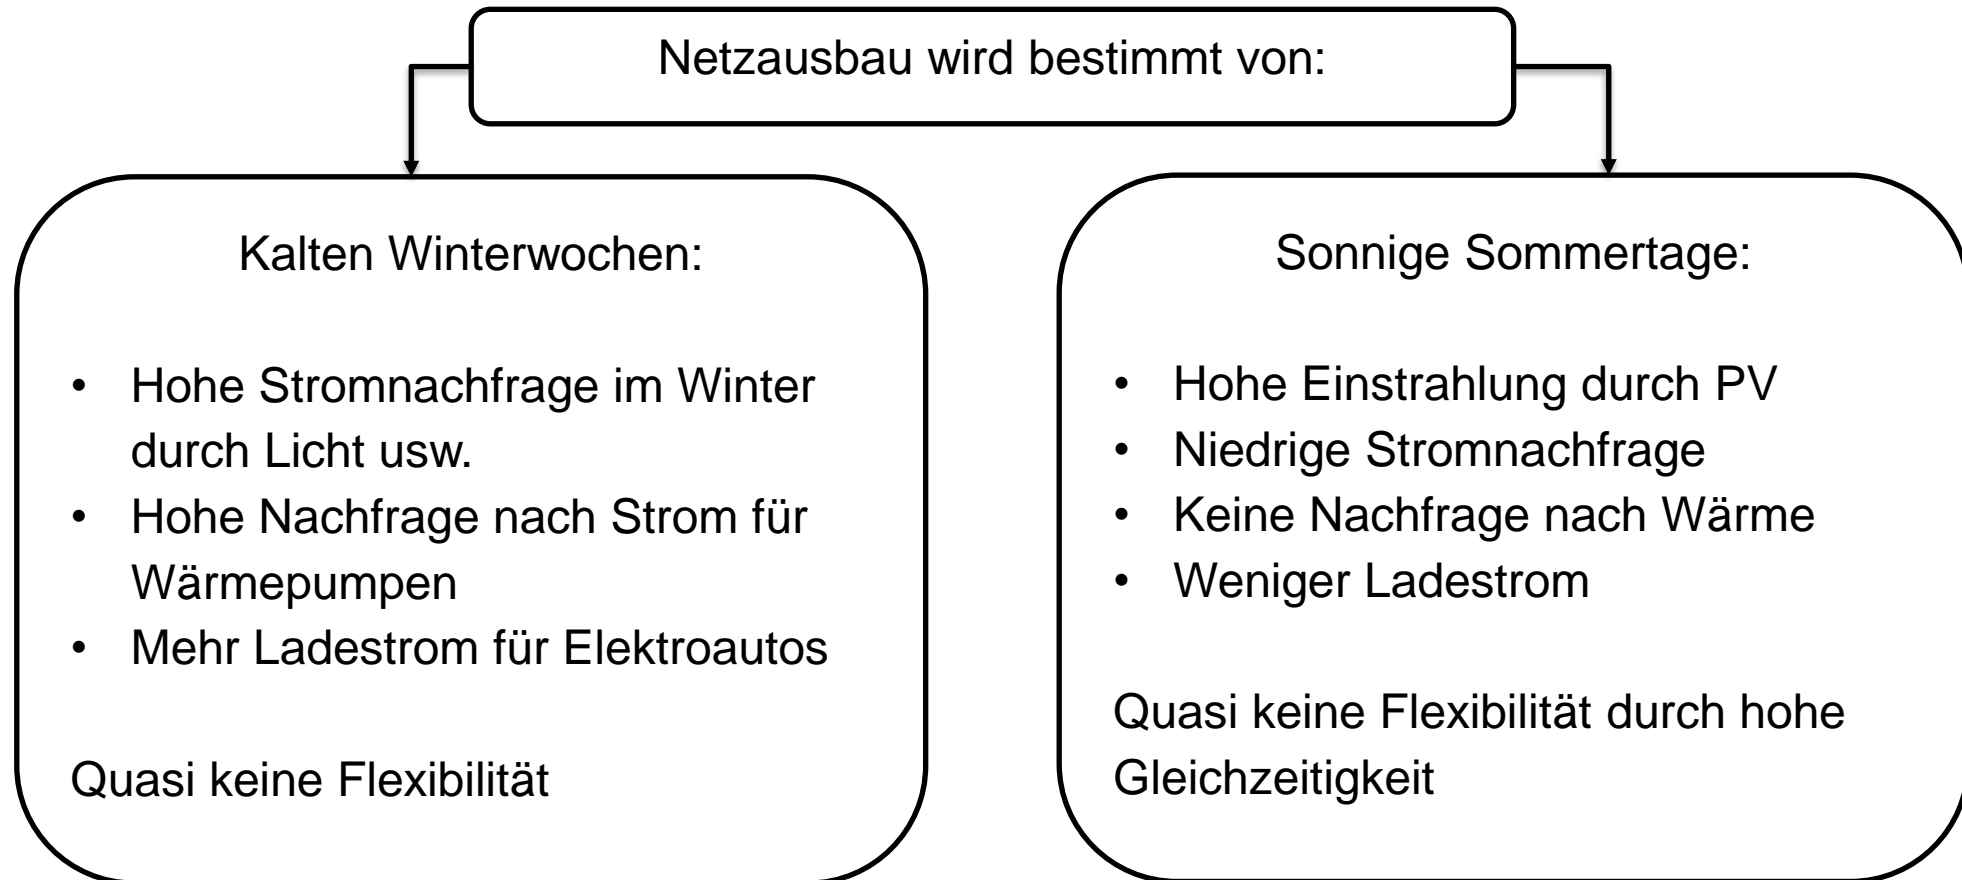 Netzausbau wird bestimmt von:
Kalten Winterwochen:
• Hohe Stromnachfrage im Winter
durch Licht usw.
• Hohe Nachfrage nach Strom für
Wärmepumpen
• Mehr Ladestrom für Elektroautos
Quasi keine Flexibilität
Sonnige Sommertage:
• Hohe Einstrahlung durch PV
• Niedrige Stromnachfrage
• Keine Nachfrage nach Wärme
• Weniger Ladestrom
Quasi keine Flexibilität durch hohe
Gleichzeitigkeit